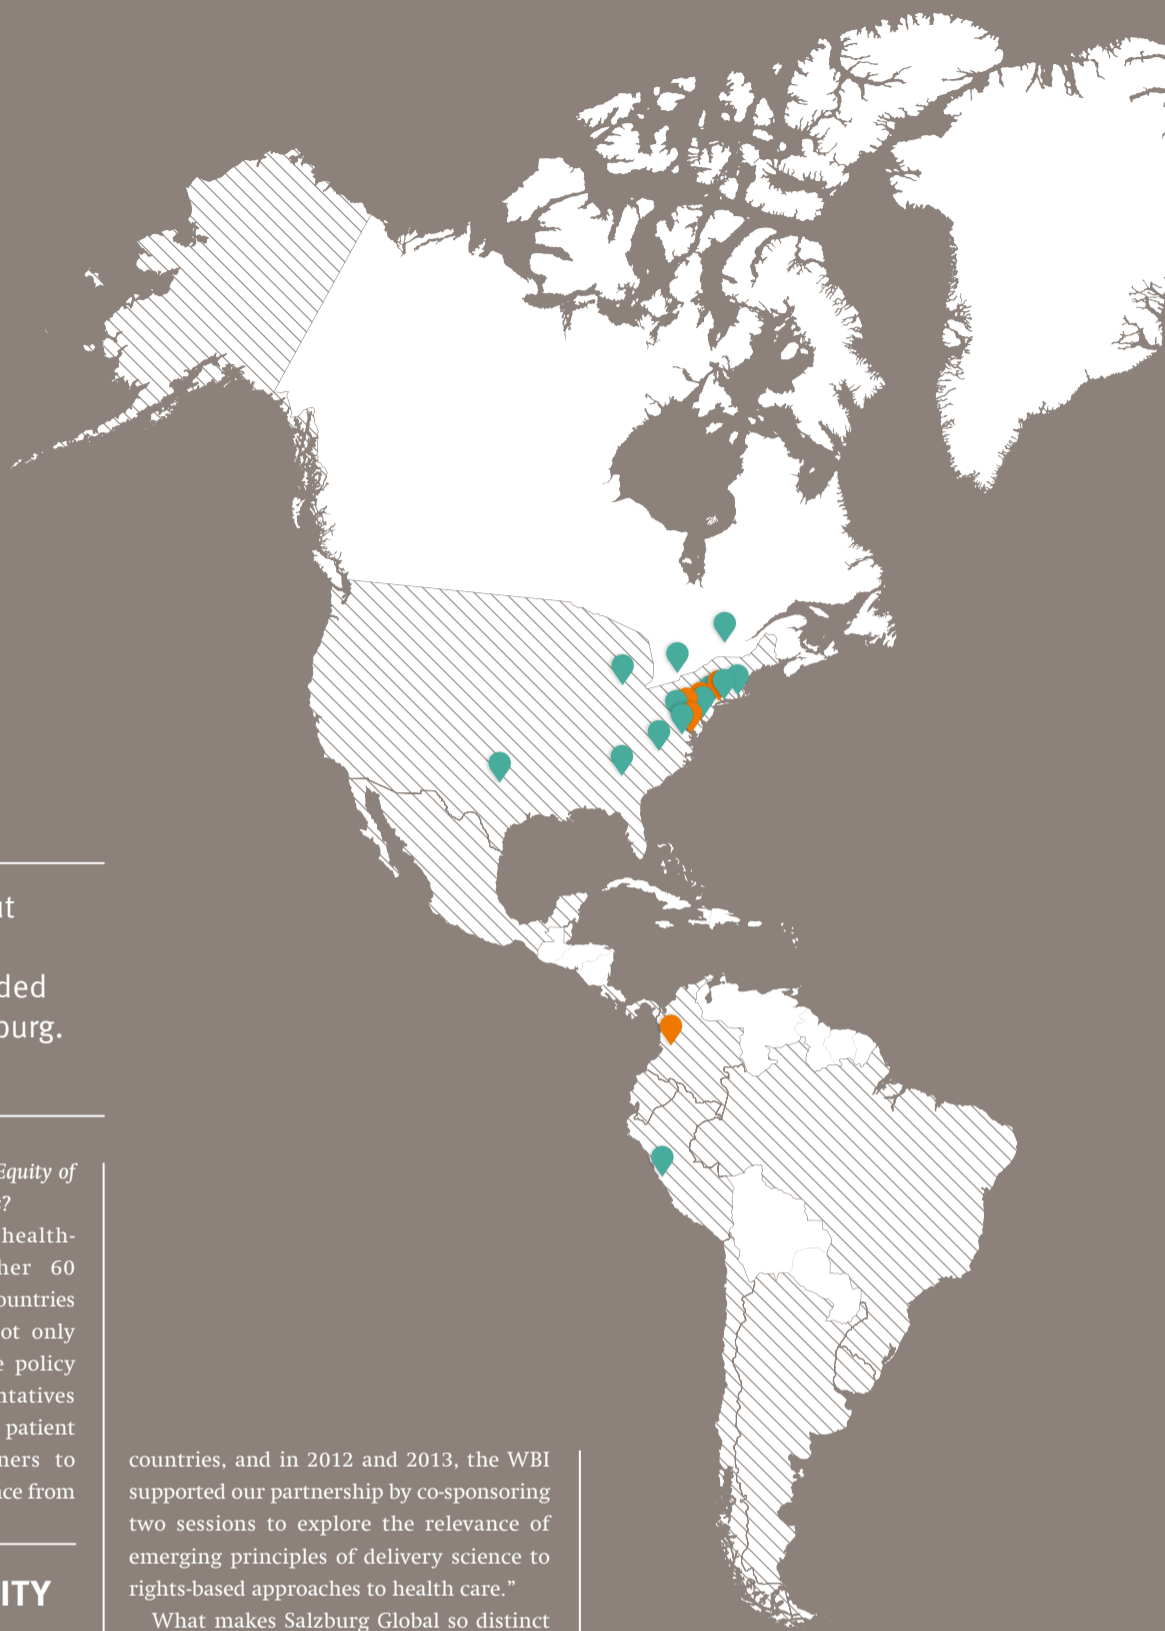 ded
burg.
Equity of
health-
her 60
ountries
ot only
policy
ntatives
patient
ners to
ce from
ITY
countries, and in 2012 and 2013, the WBI
supported our partnership by co-sponsoring
two sessions to explore the relevance of
emerging principles of delivery science to
rights-based approaches to health care.”
What makes Salzburg Global so distinct